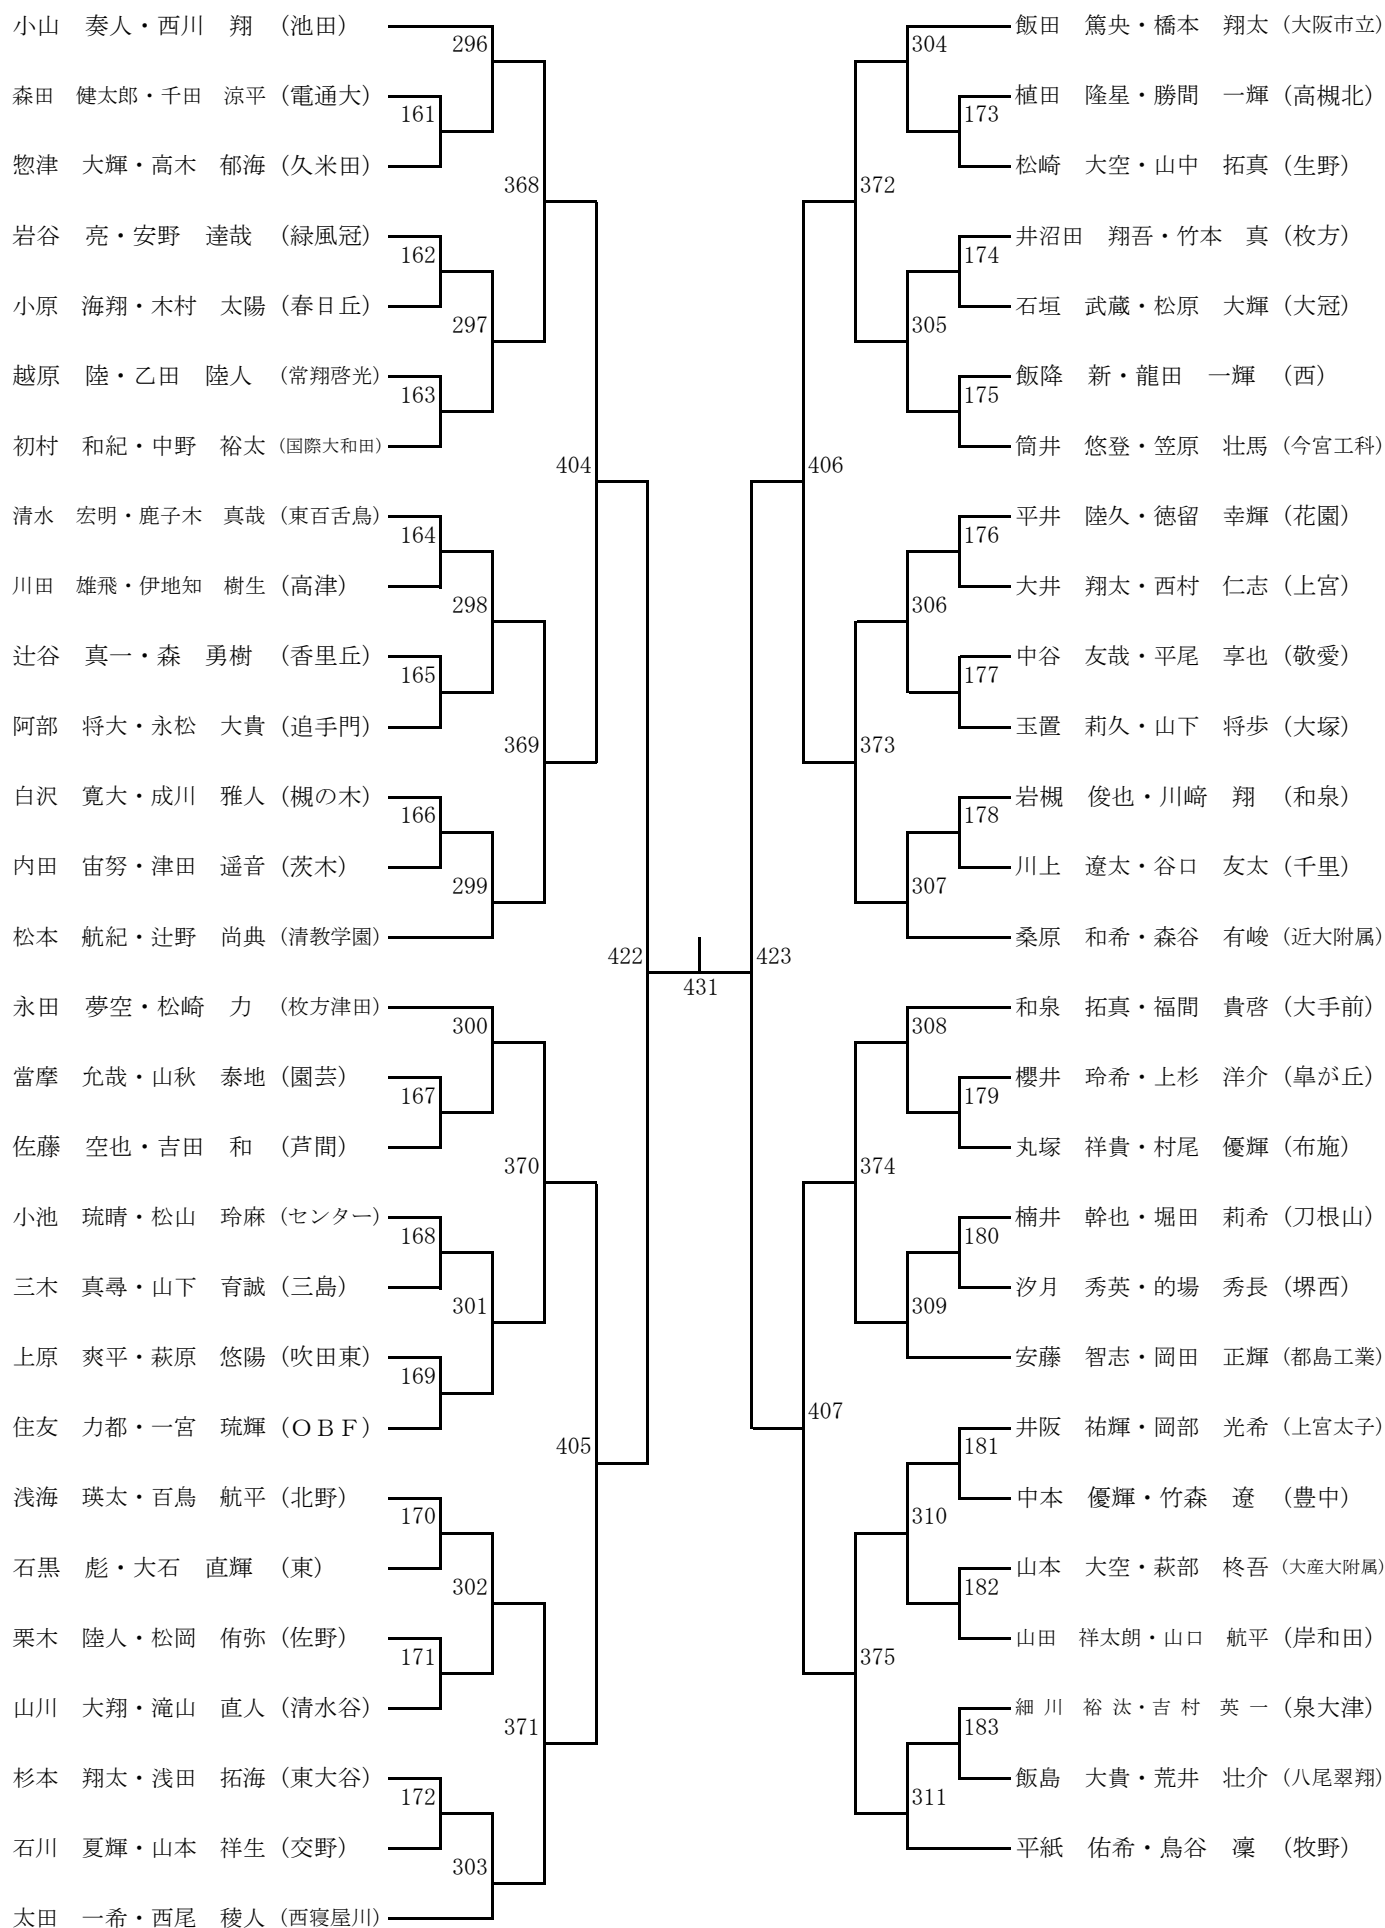 小山　奏人・西川　翔　(池田)
296
森田　健太郎・千田　涼平 (電通大)
161
惣津　大輝・高木　郁海 (久米田)
368
岩谷　亮・安野　達哉　(緑風冠)
162
小原　海翔・木村　太陽 (春日丘)
297
越原　陸・乙田　陸人　(常翔啓光)
163
初村　和紀・中野　裕太 (国際大和田)
404
清水　宏明・鹿子木　真哉 (東百舌鳥)
164
川田　雄飛・伊地知　樹生 (高津)
298
辻谷　真一・森　勇樹　(香里丘)
165
阿部　将大・永松　大貴 (追手門)
369
白沢　寛大・成川　雅人 (槻の木)
166
内田　宙努・津田　遥音 (茨木)
299
松本　航紀・辻野　尚典 (清教学園)
422
永田　夢空・松崎　力　(枚方津田)
300
當摩　允哉・山秋　泰地 (園芸)
167
佐藤　空也・吉田　和　(芦間)
370
小池　琉晴・松山　玲麻 (センター)
168
三木　真尋・山下　育誠 (三島)
301
上原　爽平・萩原　悠陽 (吹田東)
169
住友　力都・一宮　琉輝 (ＯＢＦ)
405
浅海　瑛太・百鳥　航平 (北野)
170
石黒　彪・大石　直輝　(東)
302
栗木　陸人・松岡　侑弥 (佐野)
171
山川　大翔・滝山　直人 (清水谷)
371
杉本　翔太・浅田　拓海 (東大谷)
172
石川　夏輝・山本　祥生 (交野)
303
太田　一希・西尾　稜人 (西寝屋川)
431
飯田　篤央・橋本　翔太 (大阪市立)
304
植田　隆星・勝間　一輝 (高槻北)
173
松崎　大空・山中　拓真 (生野)
372
井沼田　翔吾・竹本　真 (枚方)
174
石垣　武蔵・松原　大輝 (大冠)
305
飯降　新・龍田　一輝　(西)
175
筒井　悠登・笠原　壮馬 (今宮工科)
406
平井　陸久・徳留　幸輝 (花園)
176
大井　翔太・西村　仁志 (上宮)
306
中谷　友哉・平尾　享也 (敬愛)
177
玉置　莉久・山下　将歩 (大塚)
373
岩槻　俊也・川﨑　翔　(和泉)
178
川上　遼太・谷口　友太 (千里)
307
桑原　和希・森谷　有崚 (近大附属)
423
和泉　拓真・福間　貴啓 (大手前)
308
櫻井　玲希・上杉　洋介 (皐が丘)
179
丸塚　祥貴・村尾　優輝 (布施)
374
楠井　幹也・堀田　莉希 (刀根山)
180
汐月　秀英・的場　秀長 (堺西)
309
安藤　智志・岡田　正輝 (都島工業)
407
井阪　祐輝・岡部　光希 (上宮太子)
181
中本　優輝・竹森　遼　(豊中)
310
山本　大空・萩部　柊吾 (大産大附属)
182
山田　祥太朗・山口　航平 (岸和田)
375
細川　裕汰・吉村　英一 (泉大津)
183
飯島　大貴・荒井　壮介 (八尾翠翔)
311
平紙　佑希・鳥谷　凜　(牧野)